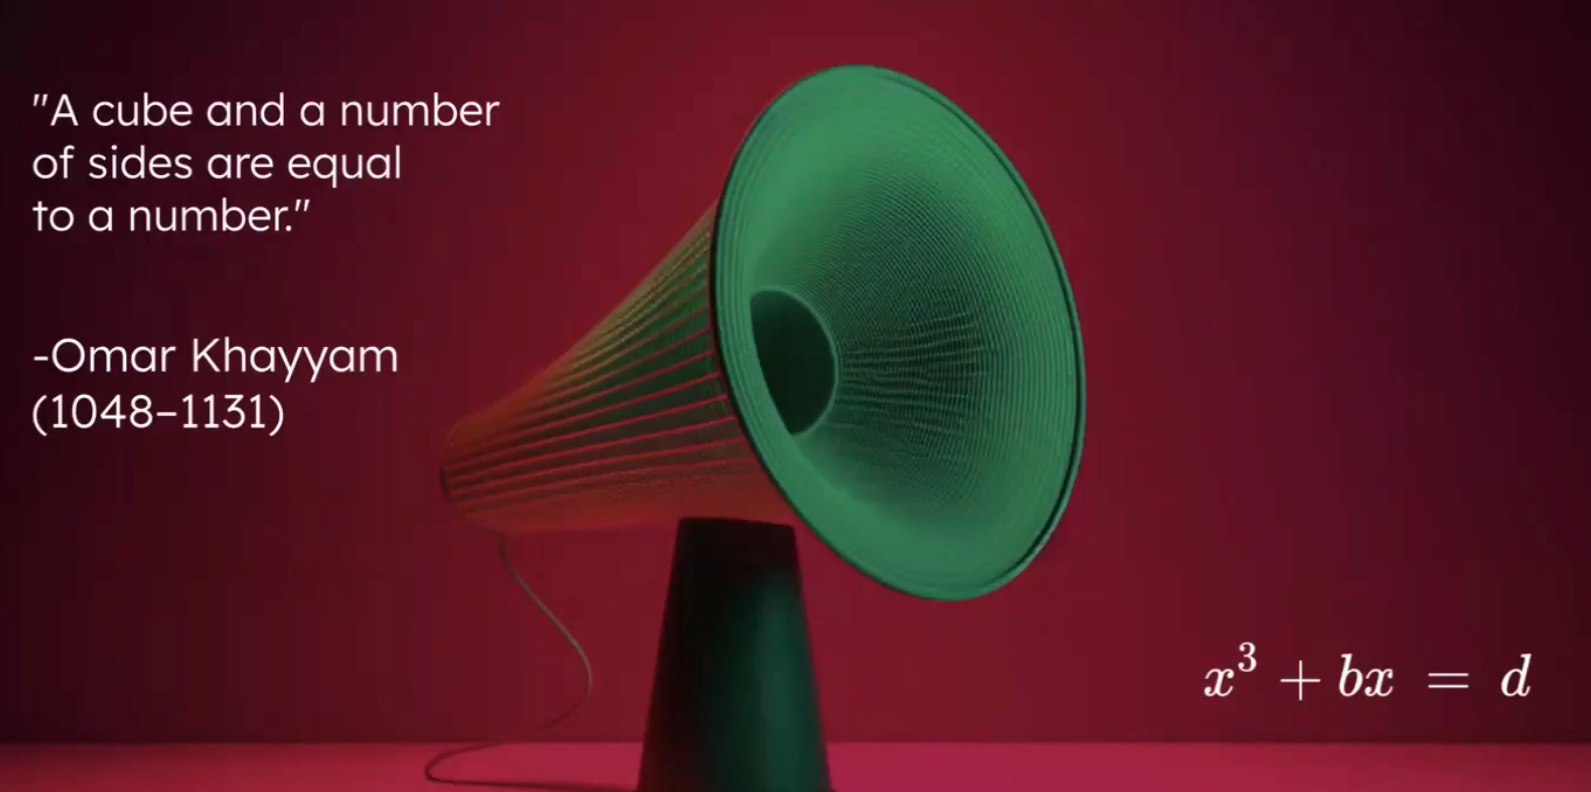 "A cube and a number
of sides are equal
to a number."
-Omar Khayyam
(1048–1131)
x³ + bx = d